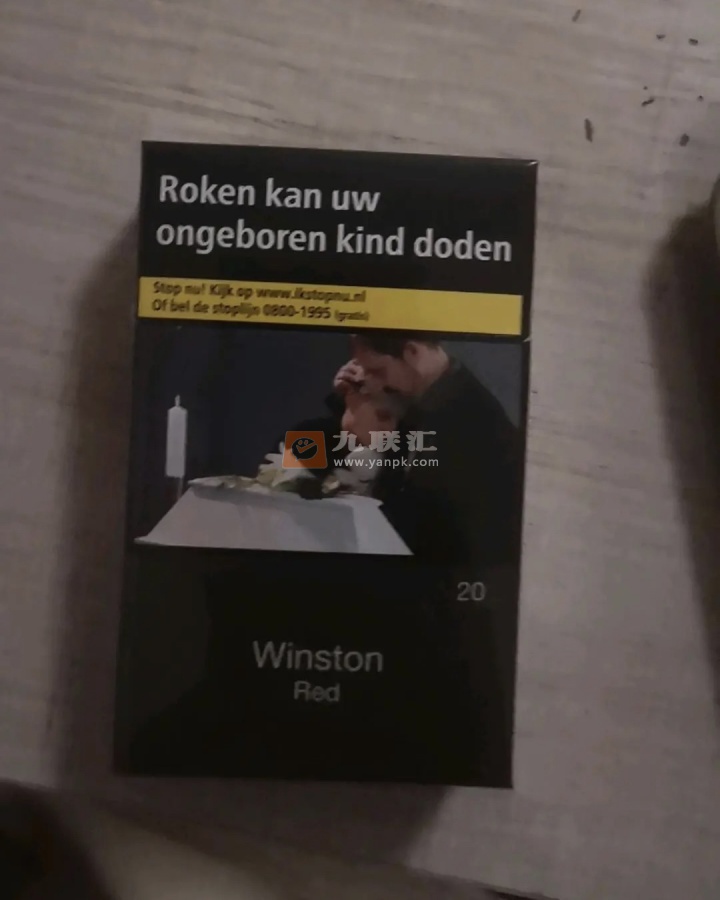 Roken kan uw
ongeboren kind doden
Stop nu! Kijk op www.ikstopnu.nl
Of bel de stoplijn 0800-1995 (gratis)
九联汇
www.yanpk.com
20
Winston
Red